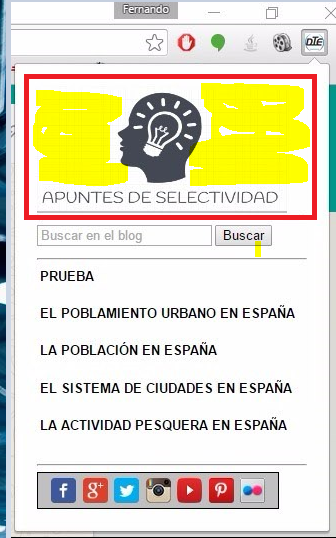 Fernando
DTE
APUNTES DE SELECTIVIDAD
Buscar en el blog Buscar
PRUEBA
EL POBLAMIENTO URBANO EN ESPAÑA
LA POBLACIÓN EN ESPAÑA
EL SISTEMA DE CIUDADES EN ESPAÑA
LA ACTIVIDAD PESQUERA EN ESPAÑA